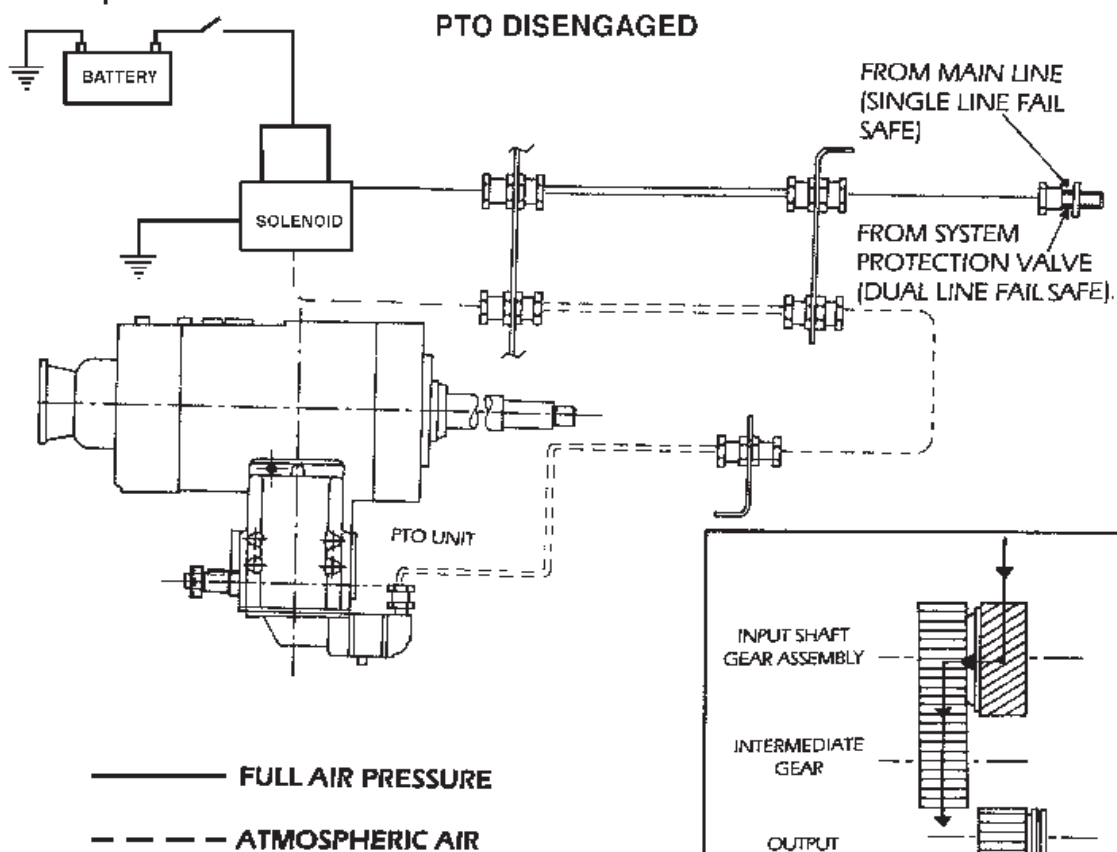 PTO DISENGAGED
BATTERY
FROM MAIN LINE
(SINGLE LINE FAIL
SAFE)
SOLENOID
FROM SYSTEM
PROTECTION VALVE
(DUAL LINE FAIL SAFE).
PTO UNIT
INPUT SHAFT
GEAR ASSEMBLY
INTERMEDIATE
GEAR
FULL AIR PRESSURE
ATMOSPHERIC AIR
OUTPUT